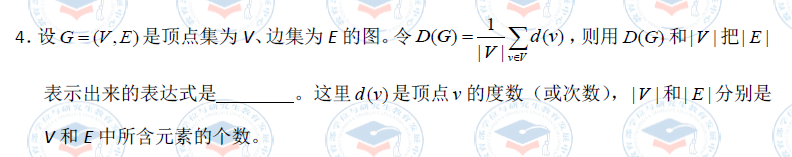 4. 设 G=(V,E) 是顶点集为 V、边集为 E 的图。令 D(G)=\frac{1}{|V|}\sum_{v\in V}d(v)，则用 D(G) 和|V|把|E|
表示出来的表达式是________。这里 d(v) 是顶点 v 的度数（或次数），|V|和|E|分别是
V 和 E 中所含元素的个数。